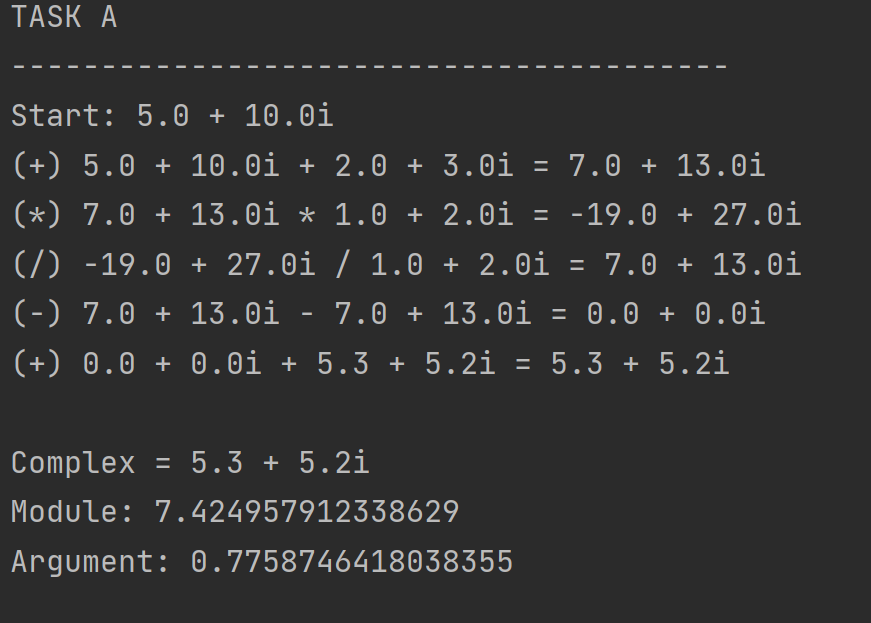 TASK A
----------------------------------------
Start: 5.0 + 10.0i
(+) 5.0 + 10.0i + 2.0 + 3.0i = 7.0 + 13.0i
(*) 7.0 + 13.0i * 1.0 + 2.0i = -19.0 + 27.0i
(/) -19.0 + 27.0i / 1.0 + 2.0i = 7.0 + 13.0i
(-) 7.0 + 13.0i - 7.0 + 13.0i = 0.0 + 0.0i
(+) 0.0 + 0.0i + 5.3 + 5.2i = 5.3 + 5.2i
Complex = 5.3 + 5.2i
Module: 7.424957912338629
Argument: 0.7758746418038355